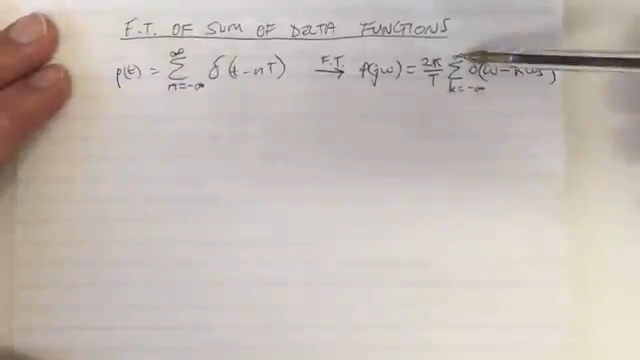 F.T. OF SUM OF DELTA FUNCTIONS
p(t) = ∑_{n=-∞}^{∞} δ(t-nT) →^{F.T.} P(jω) = 2π/T ∑_{k=-∞}^{∞} δ(ω-kωs)